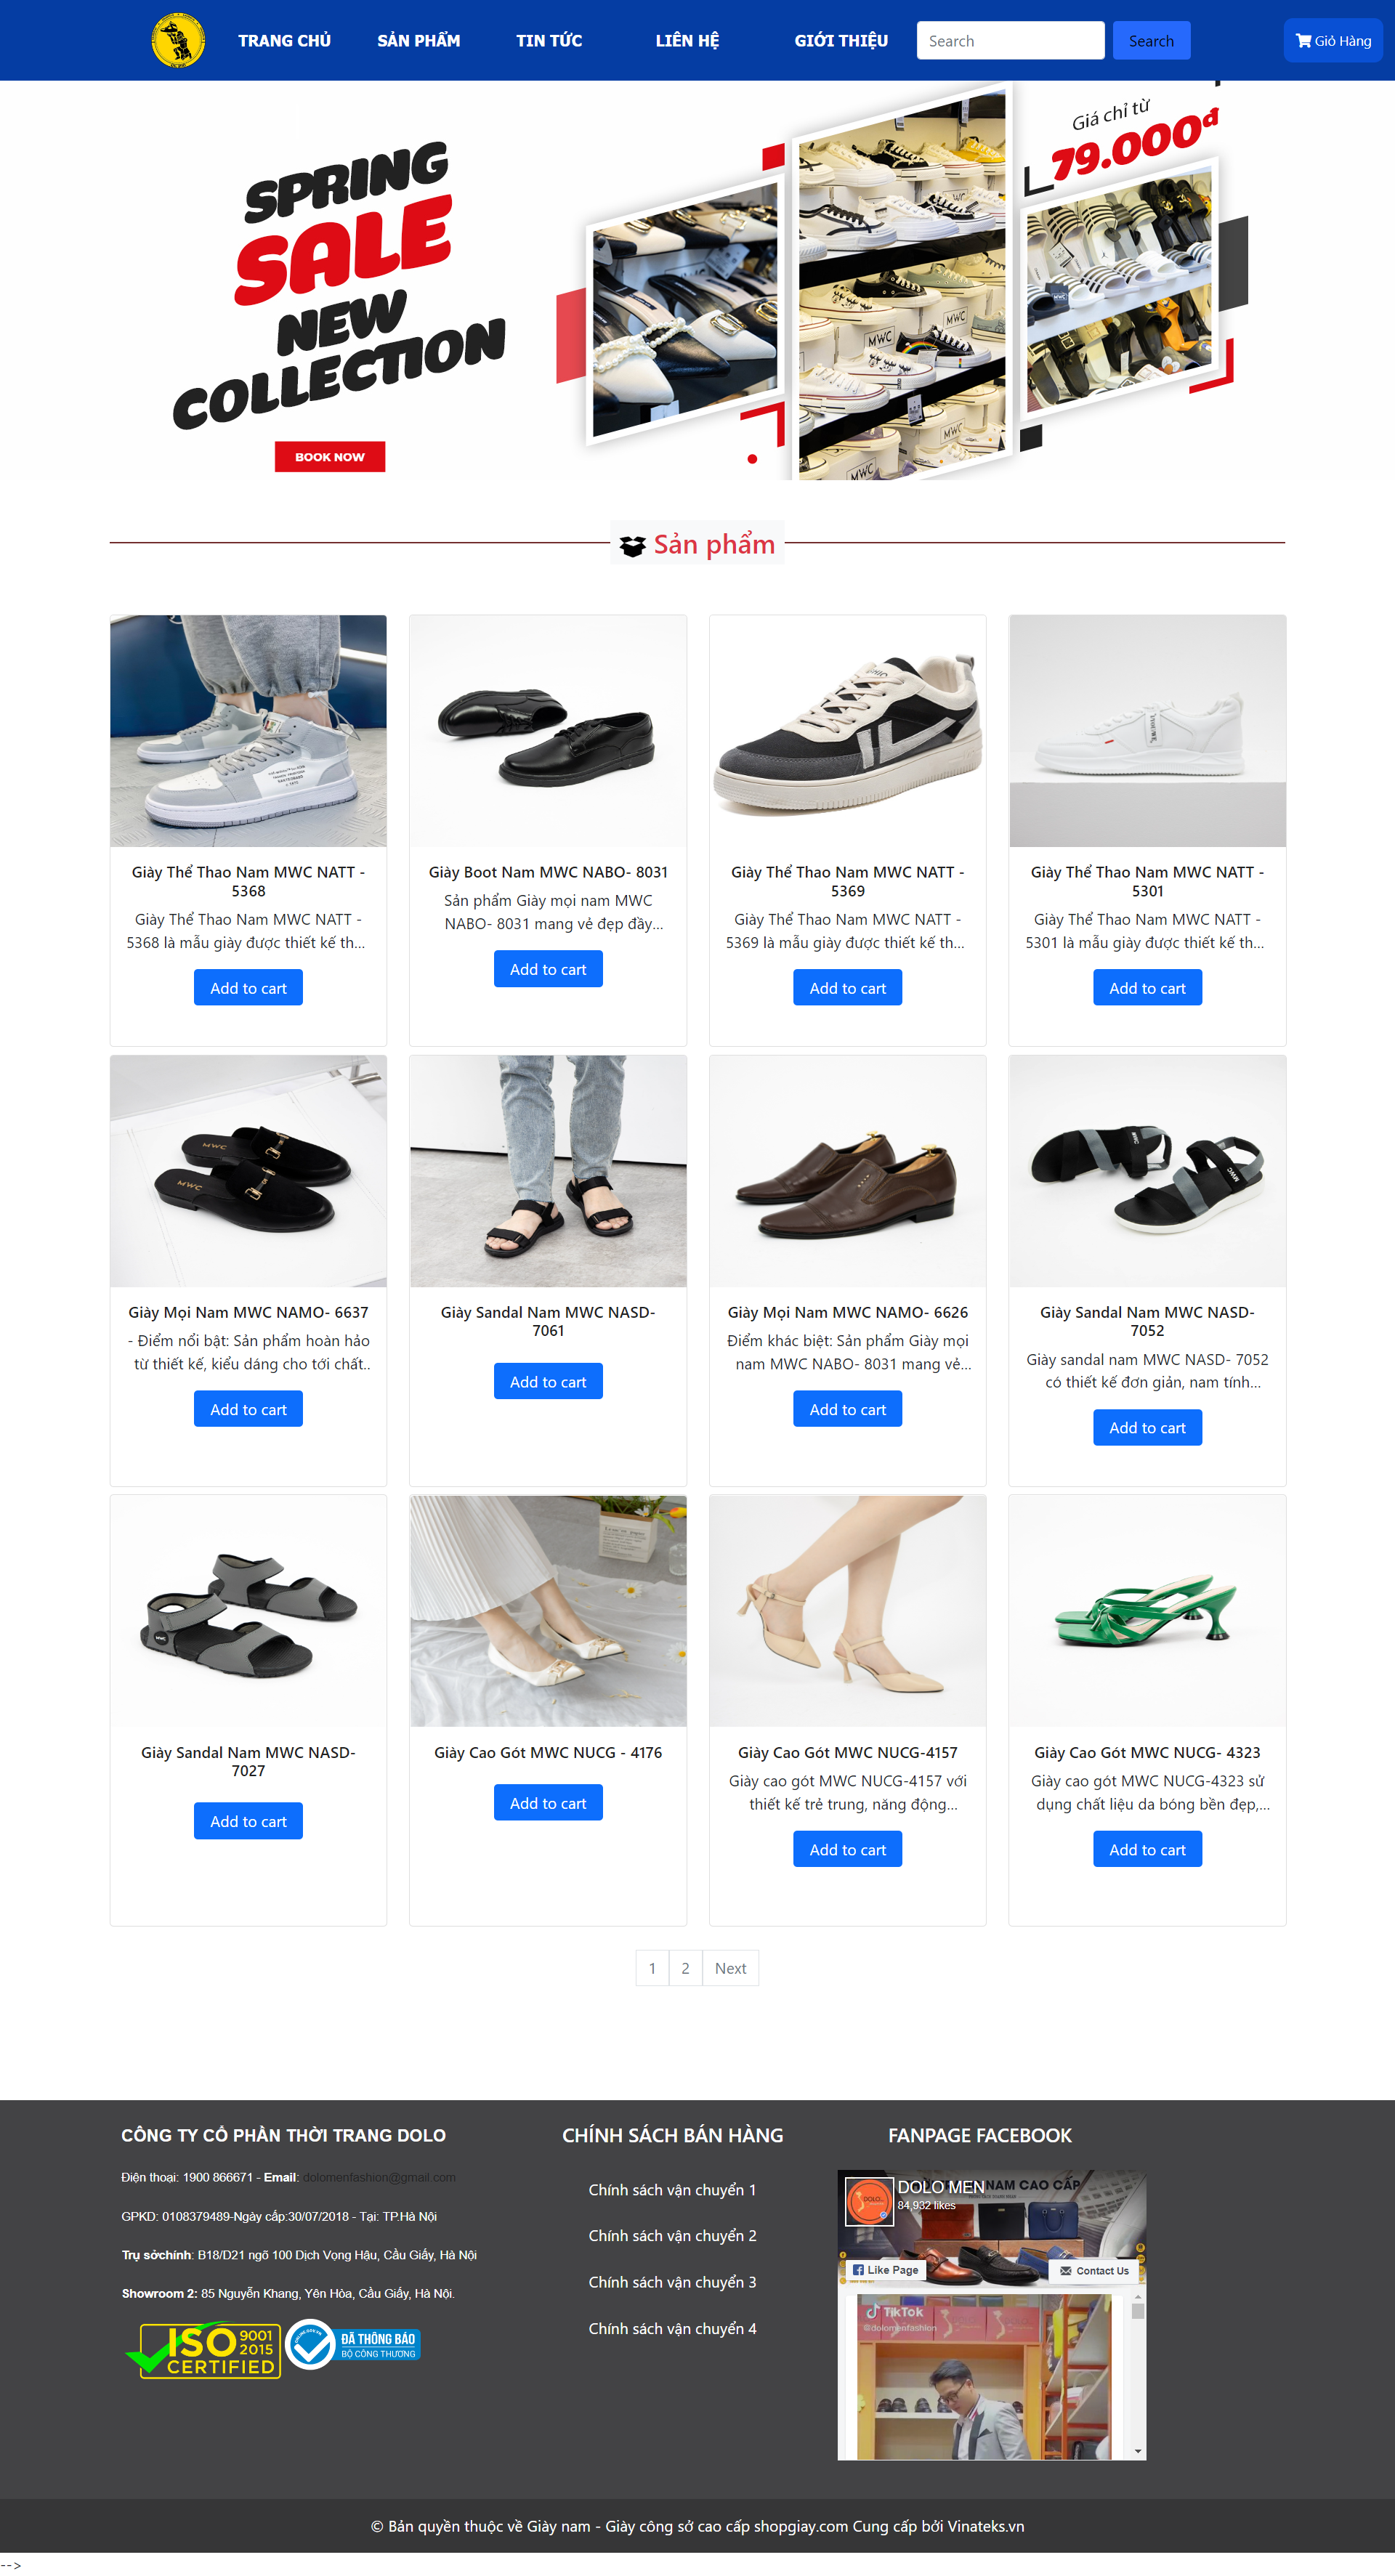 TRANG CHỦ
SẢN PHẨM
TIN TỨC
LIÊN HỆ
GIỚI THIỆU
Search
Search
Giỏ Hàng
SPRING
SALE
NEW
COLLECTION
BOOK NOW
Giá chỉ từ
79.000đ
MWC
MWC
MWC
MWC
Sản phẩm
Giày Thể Thao Nam MWC NATT -
5368
Giày Thể Thao Nam MWC NATT -
5368 là mẫu giày được thiết kế th...
Add to cart
Giày Boot Nam MWC NABO- 8031
Sản phẩm Giày mọi nam MWC
NABO- 8031 mang vẻ đẹp đầy...
Add to cart
Giày Thể Thao Nam MWC NATT -
5369
Giày Thể Thao Nam MWC NATT -
5369 là mẫu giày được thiết kế th...
Add to cart
Giày Thể Thao Nam MWC NATT -
5301
Giày Thể Thao Nam MWC NATT -
5301 là mẫu giày được thiết kế th...
Add to cart
MWC
MWC
Giày Mọi Nam MWC NAMO- 6637
- Điểm nổi bật: Sản phẩm hoàn hảo
từ thiết kế, kiểu dáng cho tới chất..
Add to cart
Giày Sandal Nam MWC NASD-
7061
Add to cart
Giày Mọi Nam MWC NAMO- 6626
Điểm khác biệt: Sản phẩm Giày mọi
nam MWC NABO- 8031 mang vẻ...
Add to cart
MWC
MWC
Giày Sandal Nam MWC NASD-
7052
Giày sandal nam MWC NASD- 7052
có thiết kế đơn giản, nam tính...
Add to cart
MWC
Giày Sandal Nam MWC NASD-
7027
Add to cart
Giày Cao Gót MWC NUCG - 4176
Add to cart
Giày Cao Gót MWC NUCG-4157
Giày cao gót MWC NUCG-4157 với
thiết kế trẻ trung, năng động...
Add to cart
Giày Cao Gót MWC NUCG- 4323
Giày cao gót MWC NUCG-4323 sử
dụng chất liệu da bóng bền đẹp,...
Add to cart
1
2
Next
CÔNG TY CỔ PHẦN THỜI TRANG DOLO
Điện thoại: 1900 866671 - Email: dolomenfashion@gmail.com
GPKD: 0108379489-Ngày cấp:30/07/2018 - Tại: TP.Hà Nội
Trụ sởchính: B18/D21 ngõ 100 Dịch Vọng Hậu, Cầu Giấy, Hà Nội
Showroom 2: 85 Nguyễn Khang, Yên Hòa, Cầu Giấy, Hà Nội.
ISO 9001 2015
CERTIFIED
ONLINE.GOV.VN
ĐÃ THÔNG BÁO
BỘ CÔNG THƯƠNG
CHÍNH SÁCH BÁN HÀNG
Chính sách vận chuyển 1
Chính sách vận chuyển 2
Chính sách vận chuyển 3
Chính sách vận chuyển 4
FANPAGE FACEBOOK
NAM CAO CẤP
DOLO MEN
84,932 likes
Like Page
Contact Us
TikTok
@dolomenfashion
© Bản quyền thuộc về Giày nam - Giày công sở cao cấp shopgiay.com Cung cấp bởi Vinateks.vn
-->